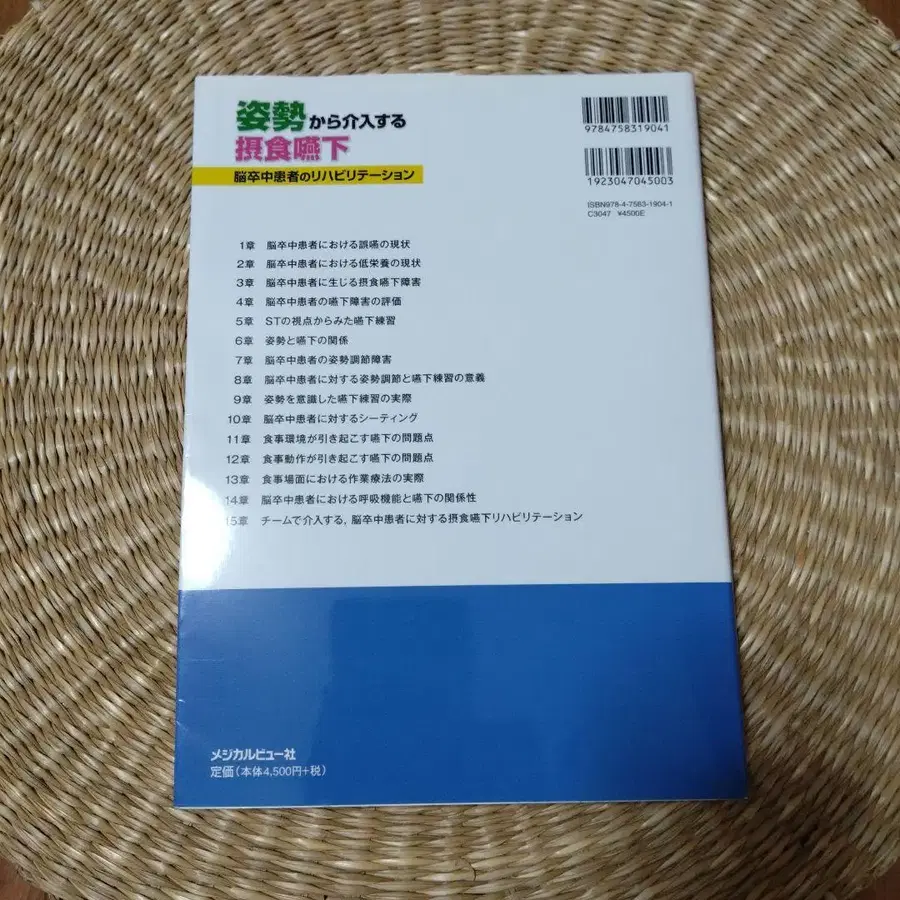 姿勢から介入する
摂食嚥下
脳卒中患者のリハビリテーション
9784758319041
1923047045003
ISBN978-4-7583-1904-1
C3047 ¥4500E
1章 脳卒中患者における誤嚥の現状
2章 脳卒中患者における低栄養の現状
3章 脳卒中患者に生じる摂食嚥下障害
4章 脳卒中患者の嚥下障害の評価
5章 STの視点からみた嚥下練習
6章 姿勢と嚥下の関係
7章 脳卒中患者の姿勢調節障害
8章 脳卒中患者に対する姿勢調節と嚥下練習の意義
9章 姿勢を意識した嚥下練習の実際
10章 脳卒中患者に対するシーティング
11章 食事環境が引き起こす嚥下の問題点
12章 食事動作が引き起こす嚥下の問題点
13章 食事場面における作業療法の実際
14章 脳卒中患者における呼吸機能と嚥下の関係性
15章 チームで介入する，脳卒中患者に対する摂食嚥下リハビリテーション
メジカルビュー社
定価（本体4,500円+税）